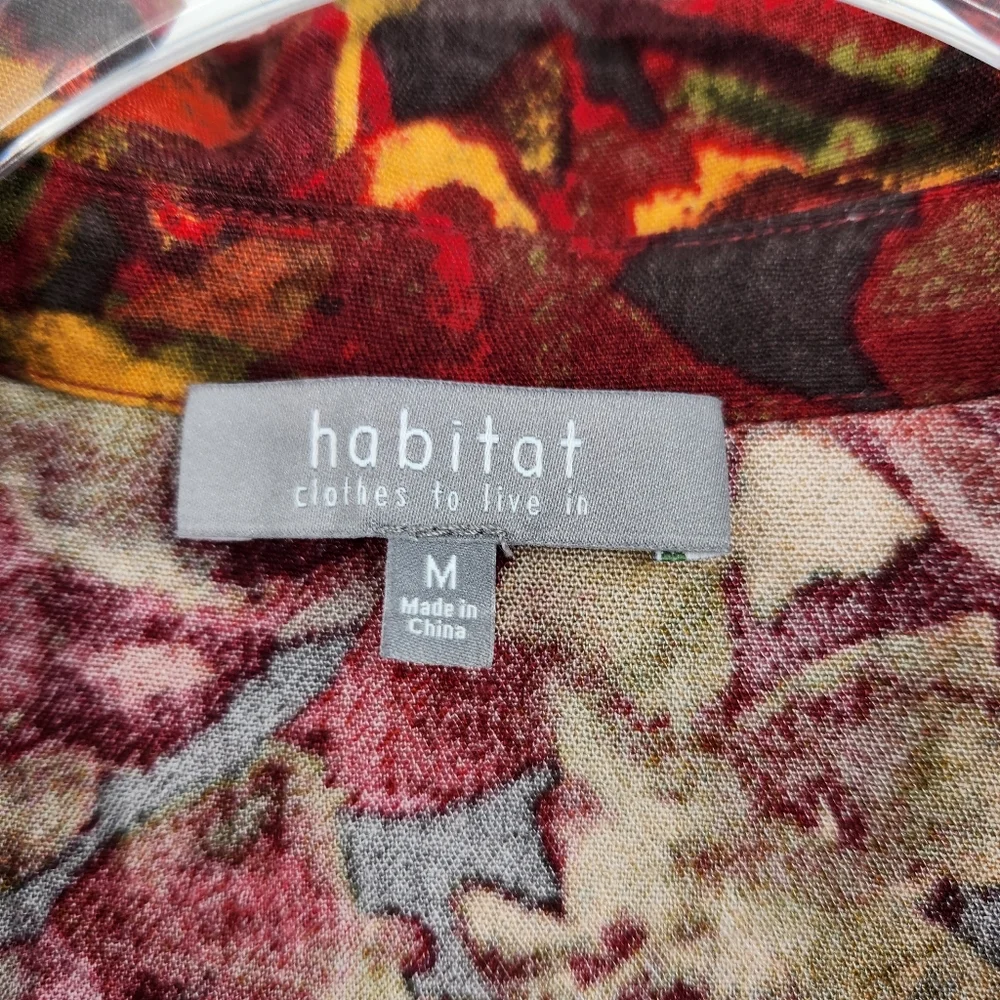 habitat
clothes to live in
M
Made in
China